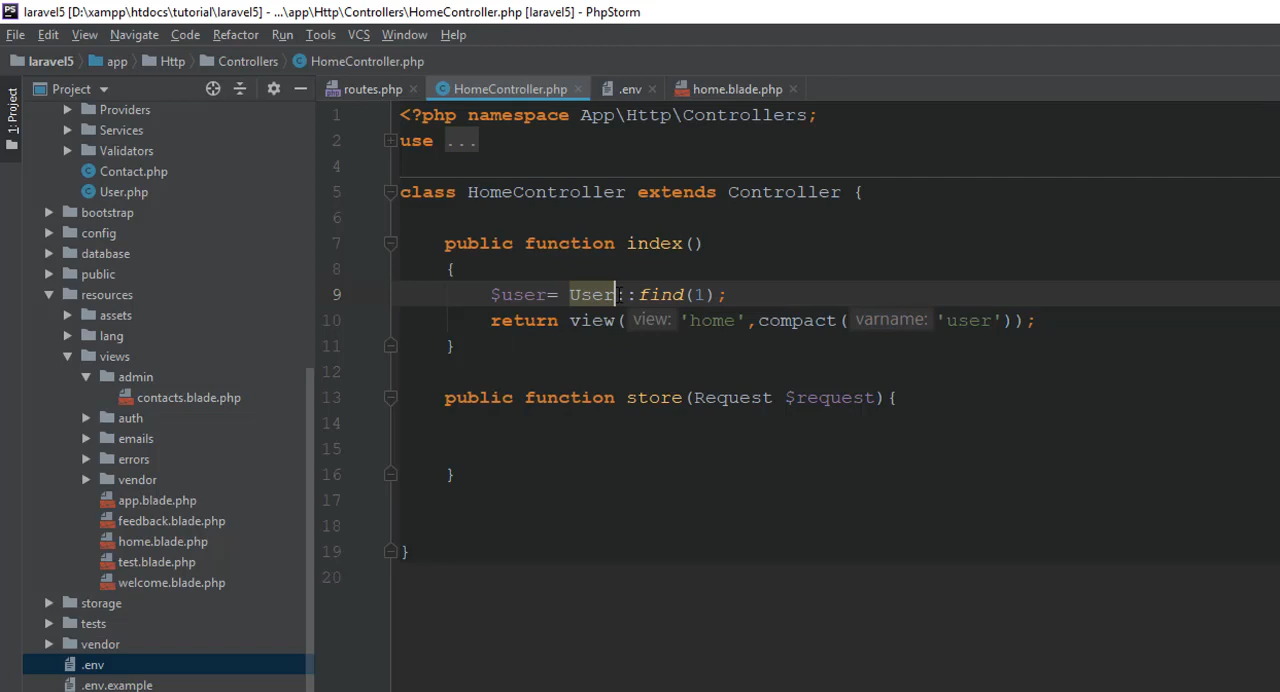 PS laravel5 [D:\xampp\htdocs\tutorial\laravel5] - ...\app\Http\Controllers\HomeController.php [laravel5] - PhpStorm
File Edit View Navigate Code Refactor Run Tools VCS Window Help
laravel5 app Http Controllers HomeController.php
1: Project
Project
routes.php HomeController.php .env home.blade.php
Providers
Services
Validators
Contact.php
User.php
bootstrap
config
database
public
resources
assets
lang
views
admin
contacts.blade.php
auth
emails
errors
vendor
app.blade.php
feedback.blade.php
home.blade.php
test.blade.php
welcome.blade.php
storage
tests
vendor
.env
.env.example
1 <?php namespace App\Http\Controllers;
2 use ...
4
5 class HomeController extends Controller {
6
7 public function index()
8 {
9 $user= User::find(1);
10 return view( view: 'home',compact( varname: 'user'));
11 }
12
13 public function store(Request $request){
14
15
16 }
17
18
19 }
20